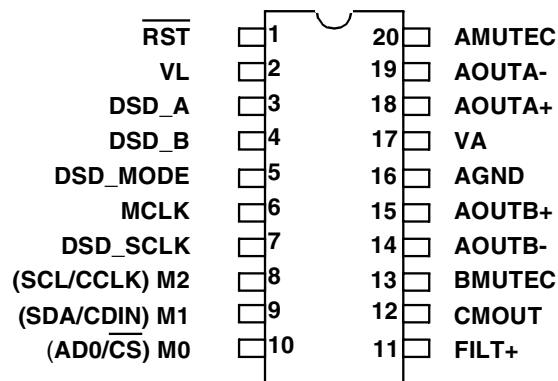 R̅S̅T̅ 1 20 AMUTEC
VL 2 19 AOUTA-
DSD_A 3 18 AOUTA+
DSD_B 4 17 VA
DSD_MODE 5 16 AGND
MCLK 6 15 AOUTB+
DSD_SCLK 7 14 AOUTB-
(SCL/CCLK) M2 8 13 BMUTEC
(SDA/CDIN) M1 9 12 CMOUT
(AD0/C̅S̅) M0 10 11 FILT+